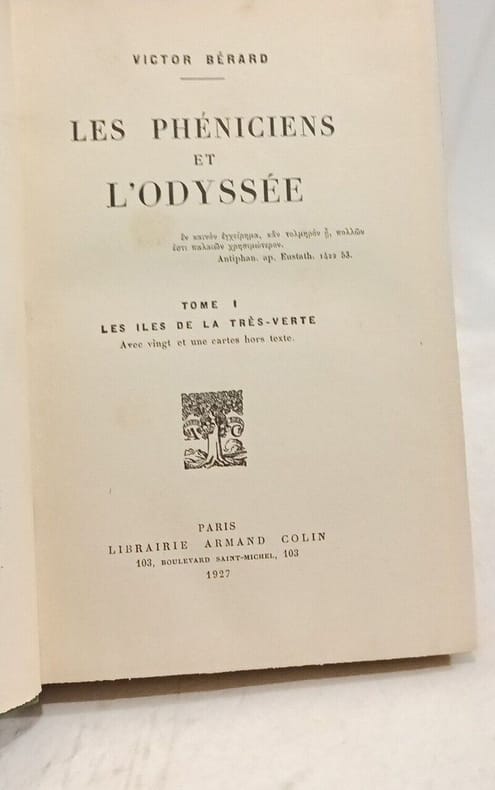 VICTOR BÉRARD
LES PHÉNICIENS
ET
L'ODYSSÉE
ἓν καινὸν ἐγχείρημα, κἂν τολμηρὸν ᾖ, πολλῶν
ἐστι παλαιῶν χρησιμώτερον.
Antiphan. ap. Eustath. 1422 53.
TOME I
LES ILES DE LA TRÈS-VERTE
Avec vingt et une cartes hors texte.
PARIS
LIBRAIRIE ARMAND COLIN
103, BOULEVARD SAINT-MICHEL, 103
1927